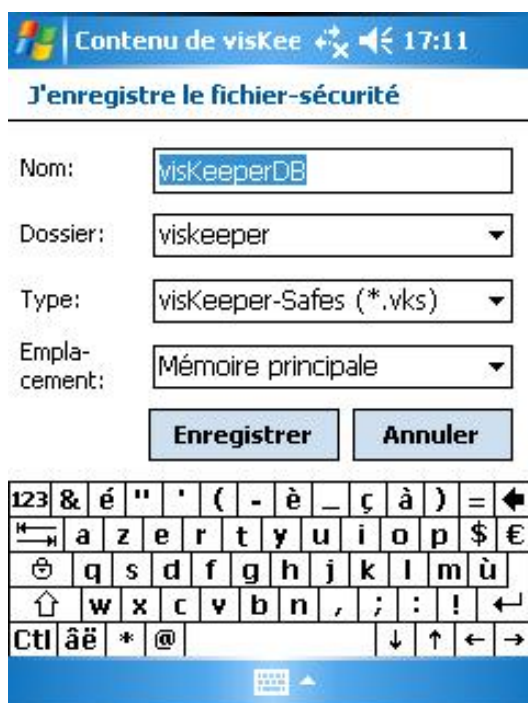 Contenu de visKee 17:11
J'enregistre le fichier-sécurité
Nom: visKeeperDB
Dossier: viskeeper
Type: visKeeper-Safes (*.vks)
Empla-
cement: Mémoire principale
Enregistrer Annuler
123 & é " ' ( - è _ ç à ) =
a z e r t y u i o p $ €
q s d f g h j k l m ù
w x c v b n , ; : !
Ctl âë * @ ↓ ↑ ← →